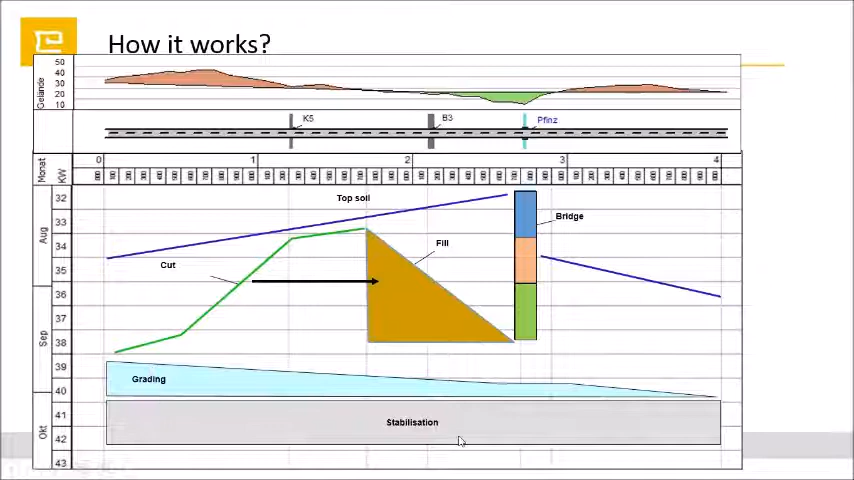 How it works?
Gelände
50
40
30
20
10
K5
B3
Pfinz
Monat
KW
0
1
2
3
4
Aug
Sep
Okt
32
33
34
35
36
37
38
39
40
41
42
43
Top soil
Bridge
Fill
Cut
Grading
Stabilisation